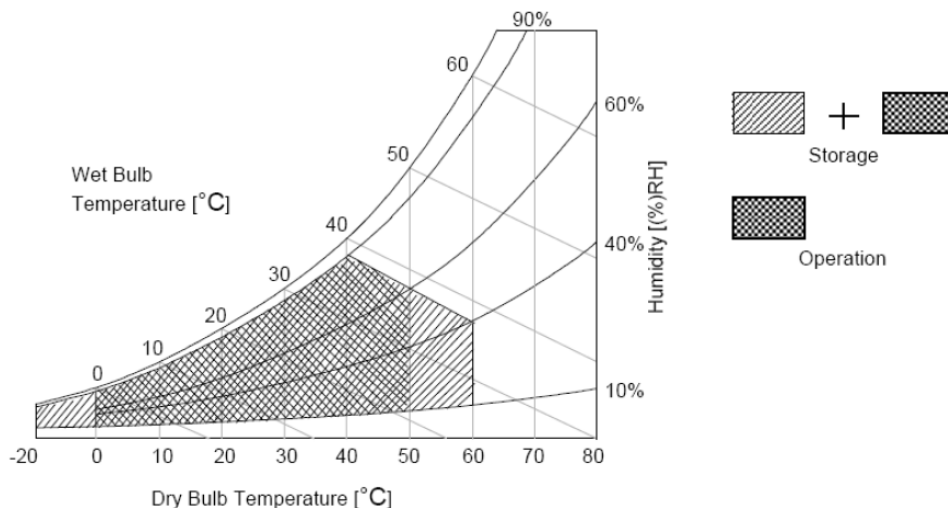 90%
60
60%
50
Wet Bulb
Temperature [°C]
40
40%
30
20
10
0
10%
-20 0 10 20 30 40 50 60 70 80
Dry Bulb Temperature [°C]
Humidity [(%)RH]
+
Storage
Operation